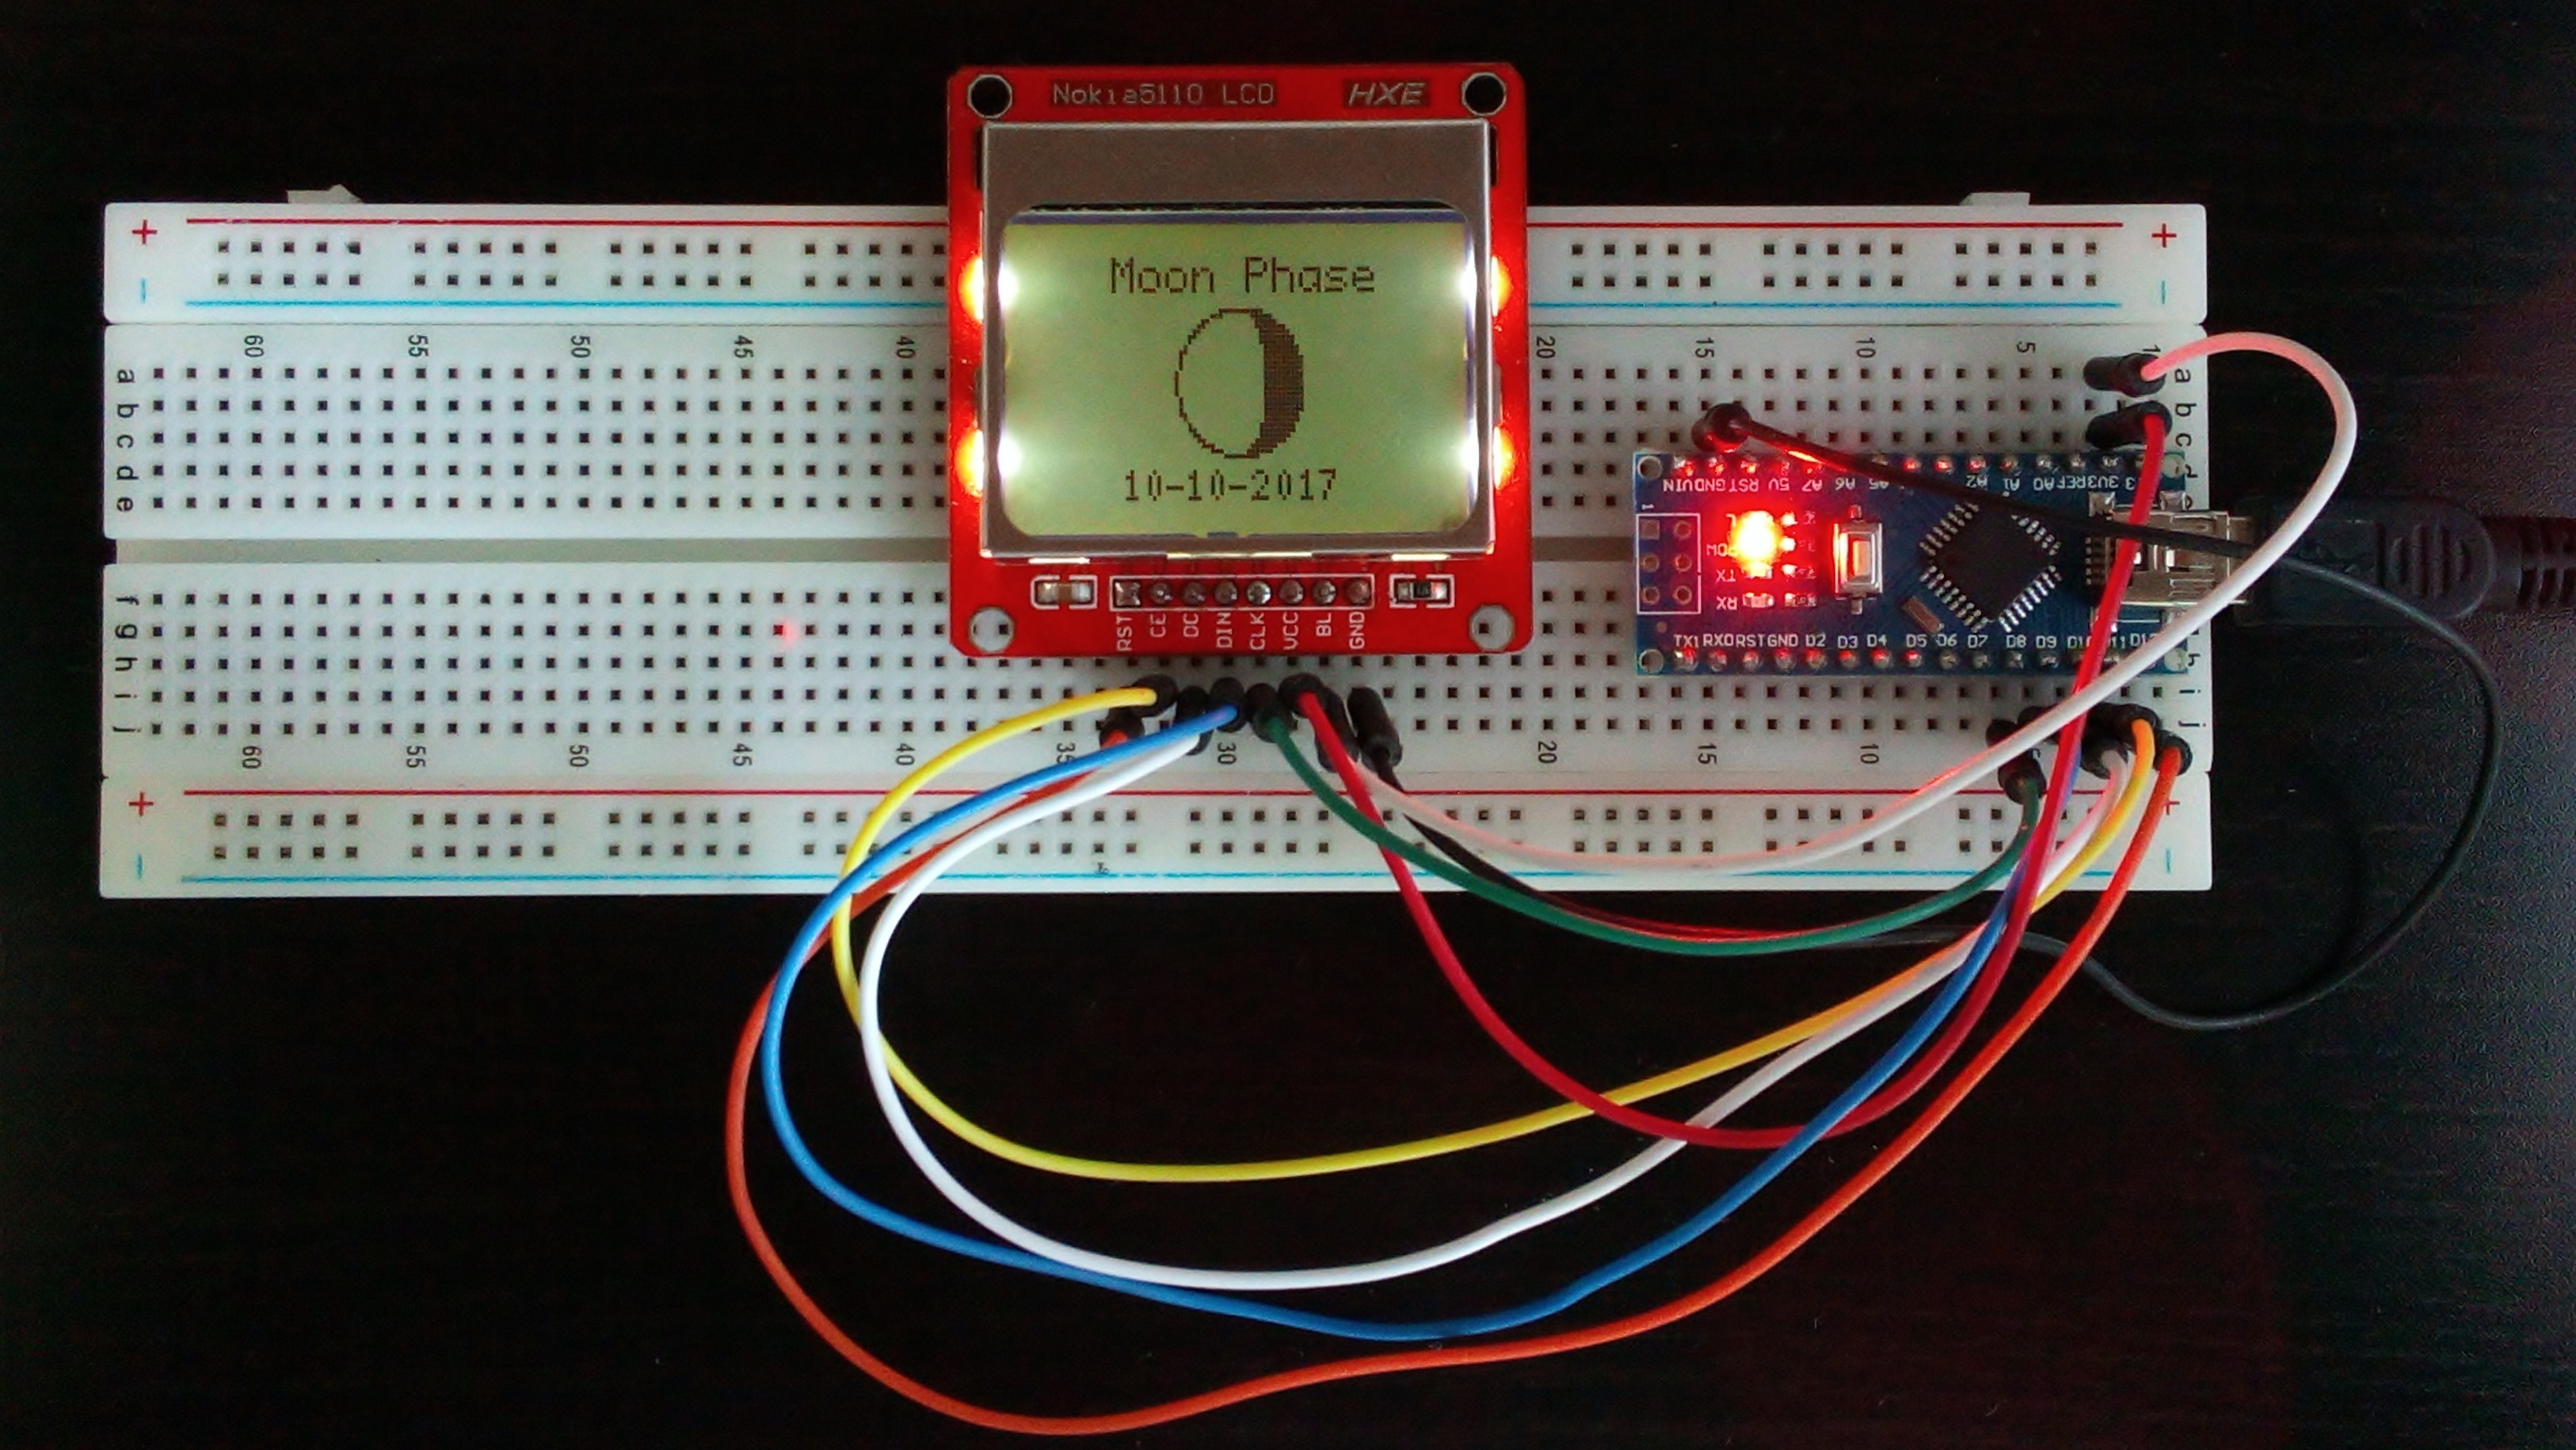 Nokia5110 LCD HXE
+ +
- -
Moon Phase
10-10-2017
60 55 50 45 40 20 15 10 5 1
a a
b b
c c
d d
e e
VIN GND RST 5V A7 A6 A5 A2 A1 A0 REF 3V3
1
POW
TX
RX
TX1 RX0 RST GND D2 D3 D4 D5 D6 D7 D8 D9 D10 D11 D12
RST CE DC DIN CLK VCC BL GND
f
g
h h
i i
j j
60 55 50 45 40 35 30 20 15 10 5
+ +
- -